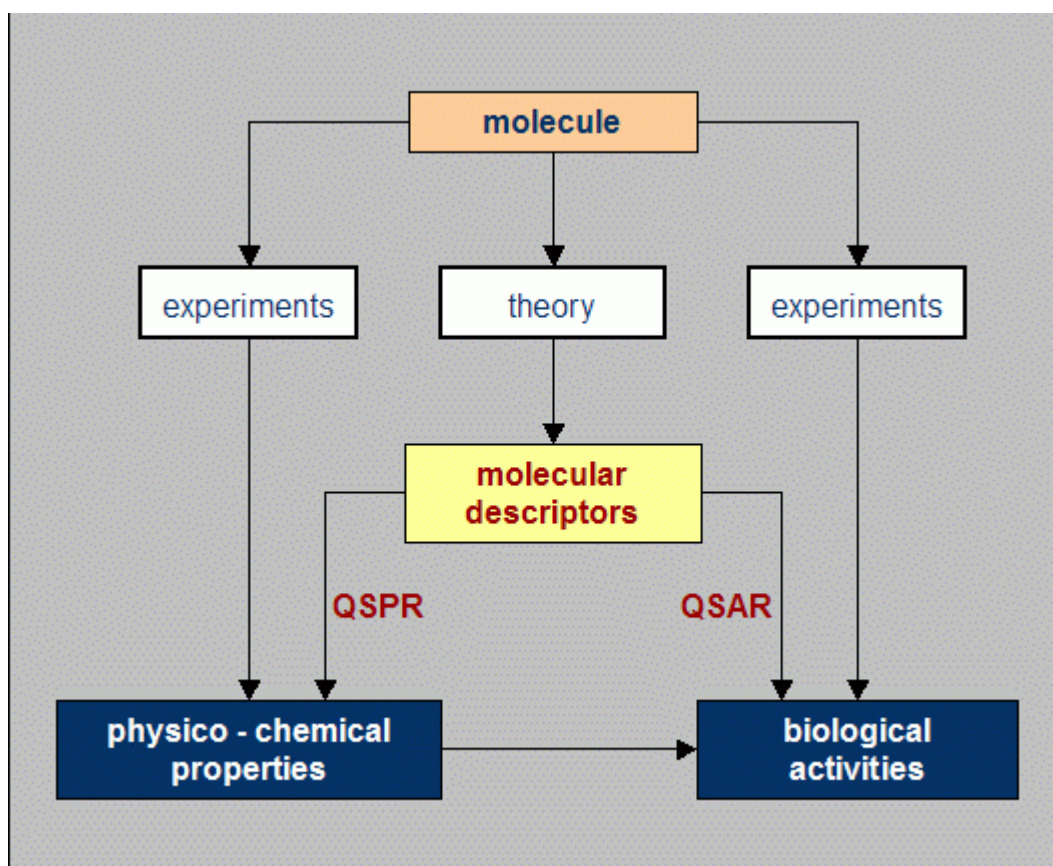 molecule
experiments
theory
experiments
molecular
descriptors
QSPR
QSAR
physico - chemical
properties
biological
activities